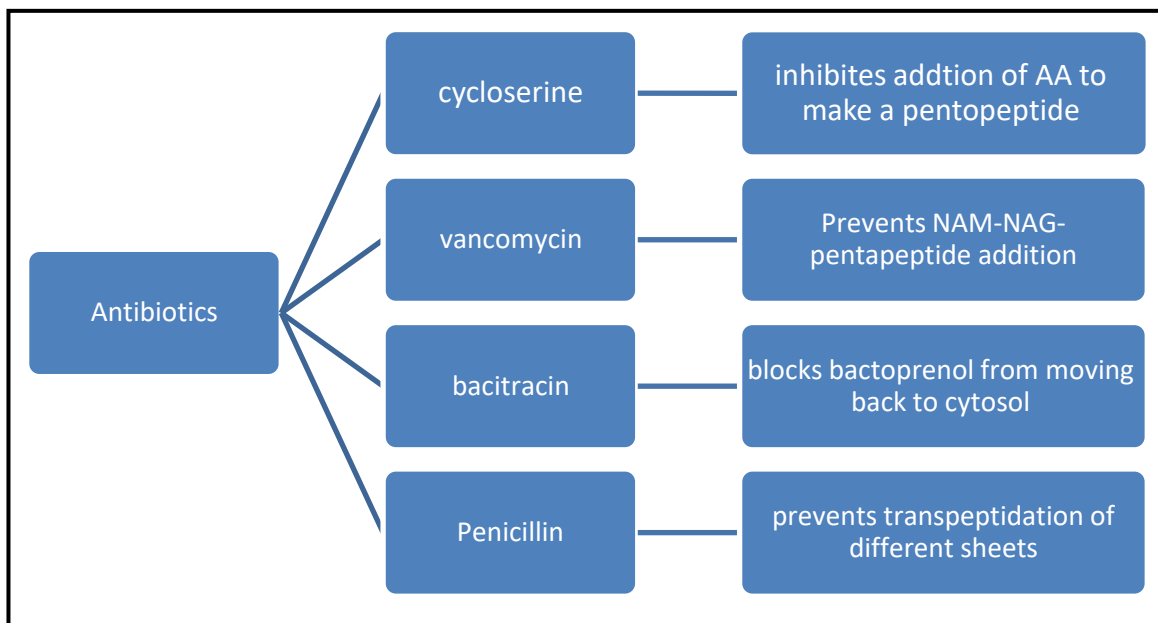 Antibiotics
cycloserine
inhibites addtion of AA to
make a pentopeptide
vancomycin
Prevents NAM-NAG-
pentapeptide addition
bacitracin
blocks bactoprenol from moving
back to cytosol
Penicillin
prevents transpeptidation of
different sheets